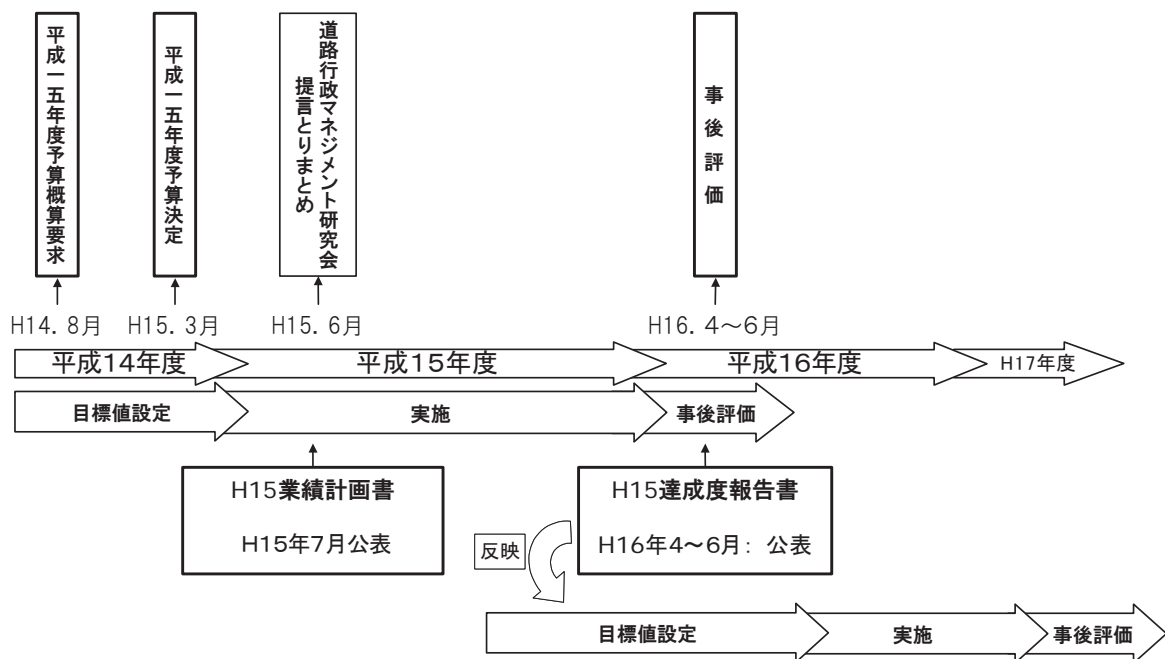 平成一五年度予算概算要求
平成一五年度予算決定
道路行政マネジメント研究会
提言とりまとめ
事後評価
H14. 8月
H15. 3月
H15. 6月
H16. 4〜6月
平成14年度
平成15年度
平成16年度
H17年度
目標値設定
実施
事後評価
H15業績計画書
H15年7月公表
H15達成度報告書
H16年4〜6月: 公表
反映
目標値設定
実施
事後評価